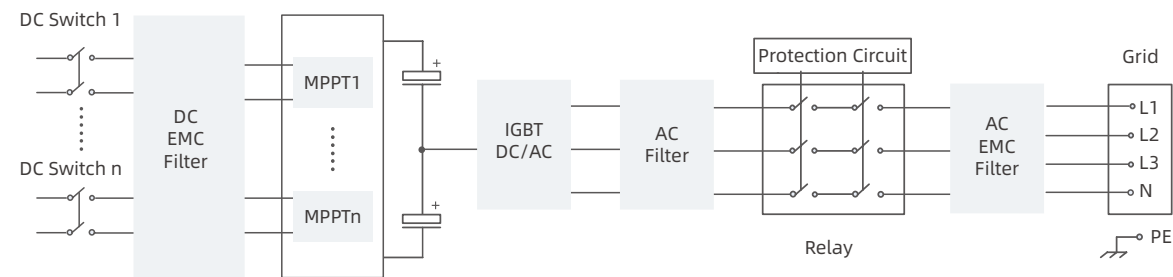 DC Switch 1
DC Switch n
DC
EMC
Filter
MPPT1
MPPTn
+
+
IGBT
DC/AC
AC
Filter
Protection Circuit
Relay
AC
EMC
Filter
Grid
L1
L2
L3
N
PE